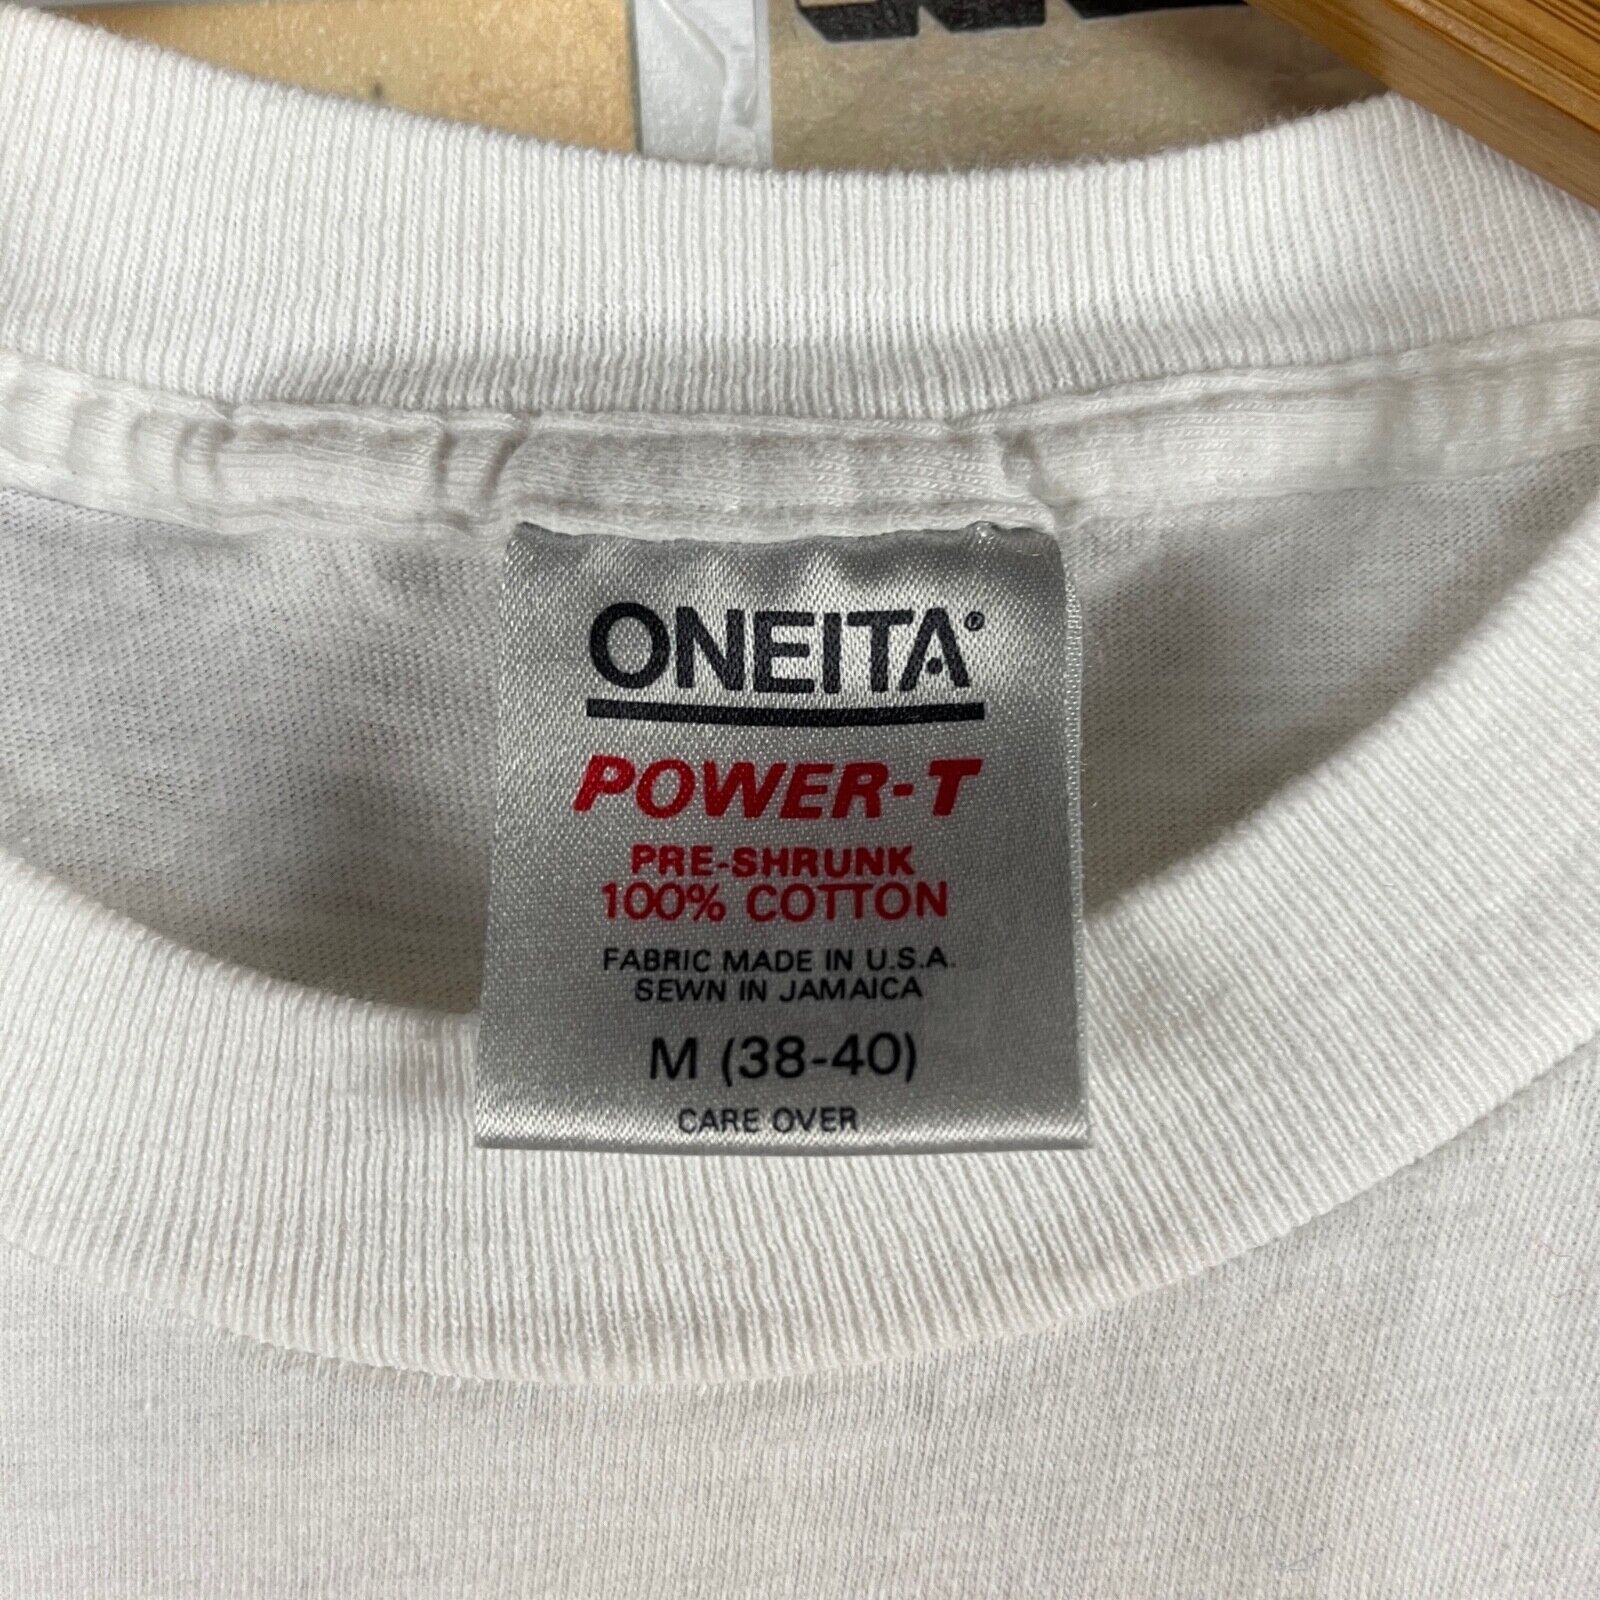 ONEITA®
POWER-T
PRE-SHRUNK
100% COTTON
FABRIC MADE IN U.S.A.
SEWN IN JAMAICA
M (38-40)
CARE OVER